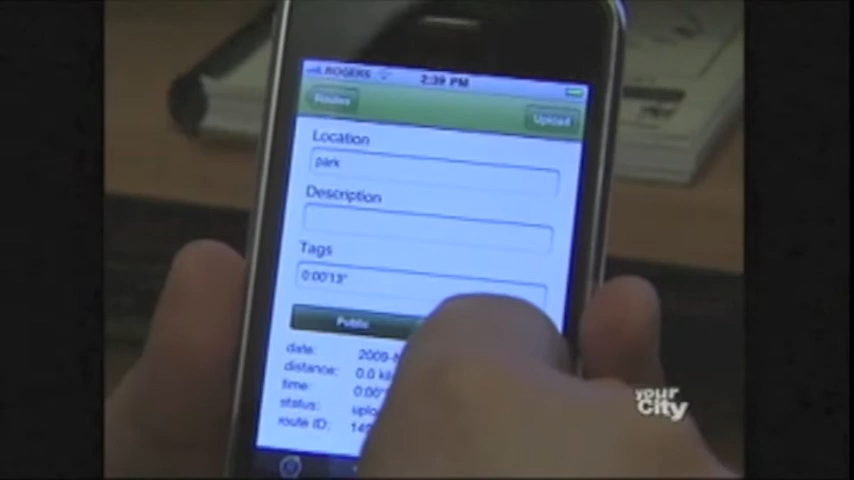 ROGERS 2:39 PM
Routes Upload
Location
park
Description
Tags
0:00'13"
Public
date: 2009-
distance: 0.0
time: 0:00'
status: uplo
route ID: 14
your
City